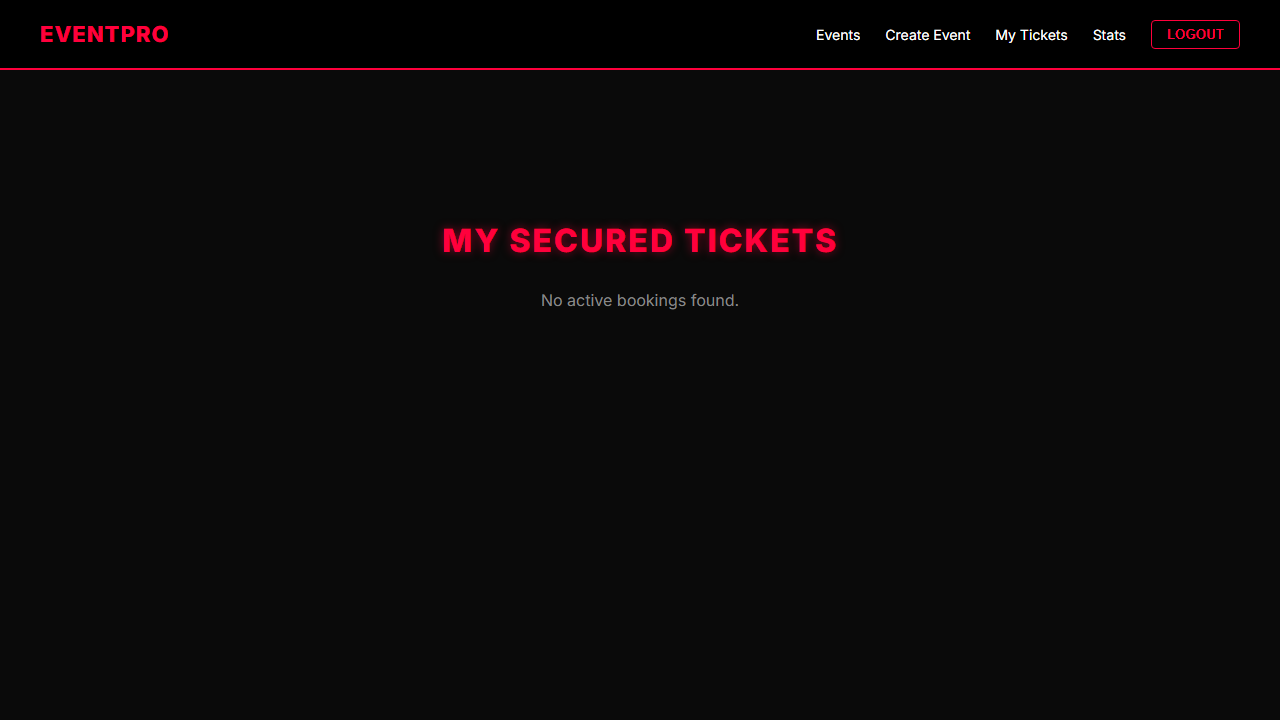 EVENTPRO
Events Create Event My Tickets Stats LOGOUT
MY SECURED TICKETS
No active bookings found.